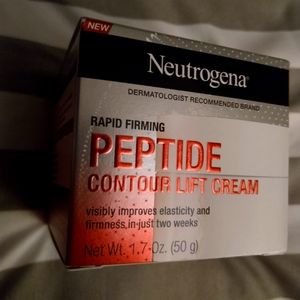 NEW
Neutrogena®
DERMATOLOGIST RECOMMENDED BRAND
RAPID FIRMING
PEPTIDE
CONTOUR LIFT CREAM
visibly improves elasticity and
firmness in just two weeks
Net Wt. 1.7 Oz. (50 g)